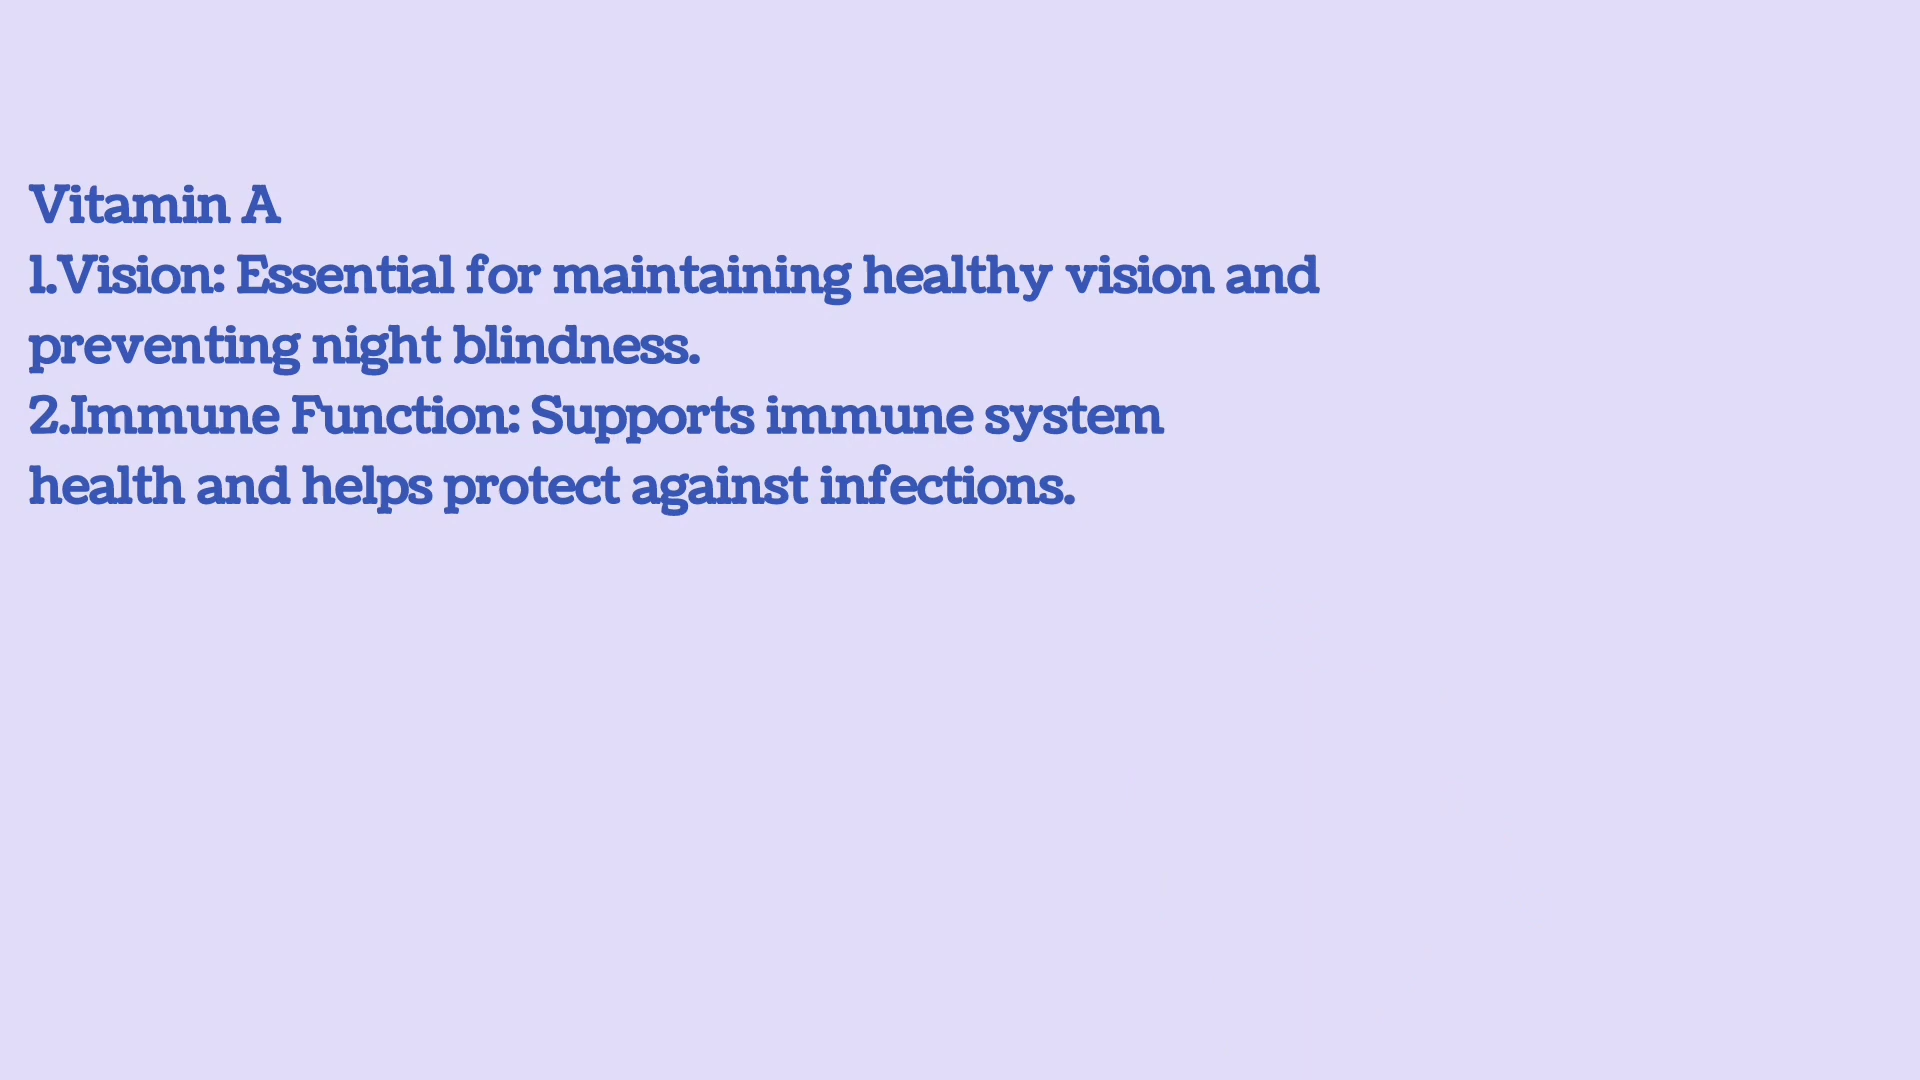 Vitamin A
1.Vision: Essential for maintaining healthy vision and
preventing night blindness.
2.Immune Function: Supports immune system
health and helps protect against infections.